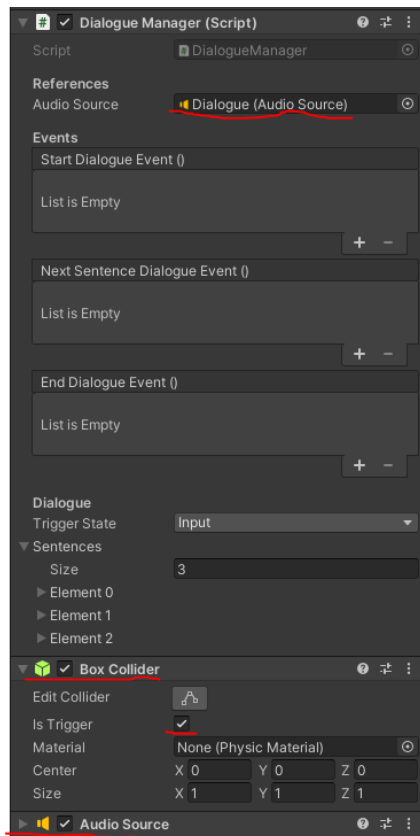 Dialogue Manager (Script)
Script DialogueManager
References
Audio Source Dialogue (Audio Source)
Events
Start Dialogue Event ()
List is Empty
+ −
Next Sentence Dialogue Event ()
List is Empty
+ −
End Dialogue Event ()
List is Empty
+ −
Dialogue
Trigger State Input
Sentences
Size 3
Element 0
Element 1
Element 2
Box Collider
Edit Collider
Is Trigger
Material None (Physic Material)
Center X 0 Y 0 Z 0
Size X 1 Y 1 Z 1
Audio Source